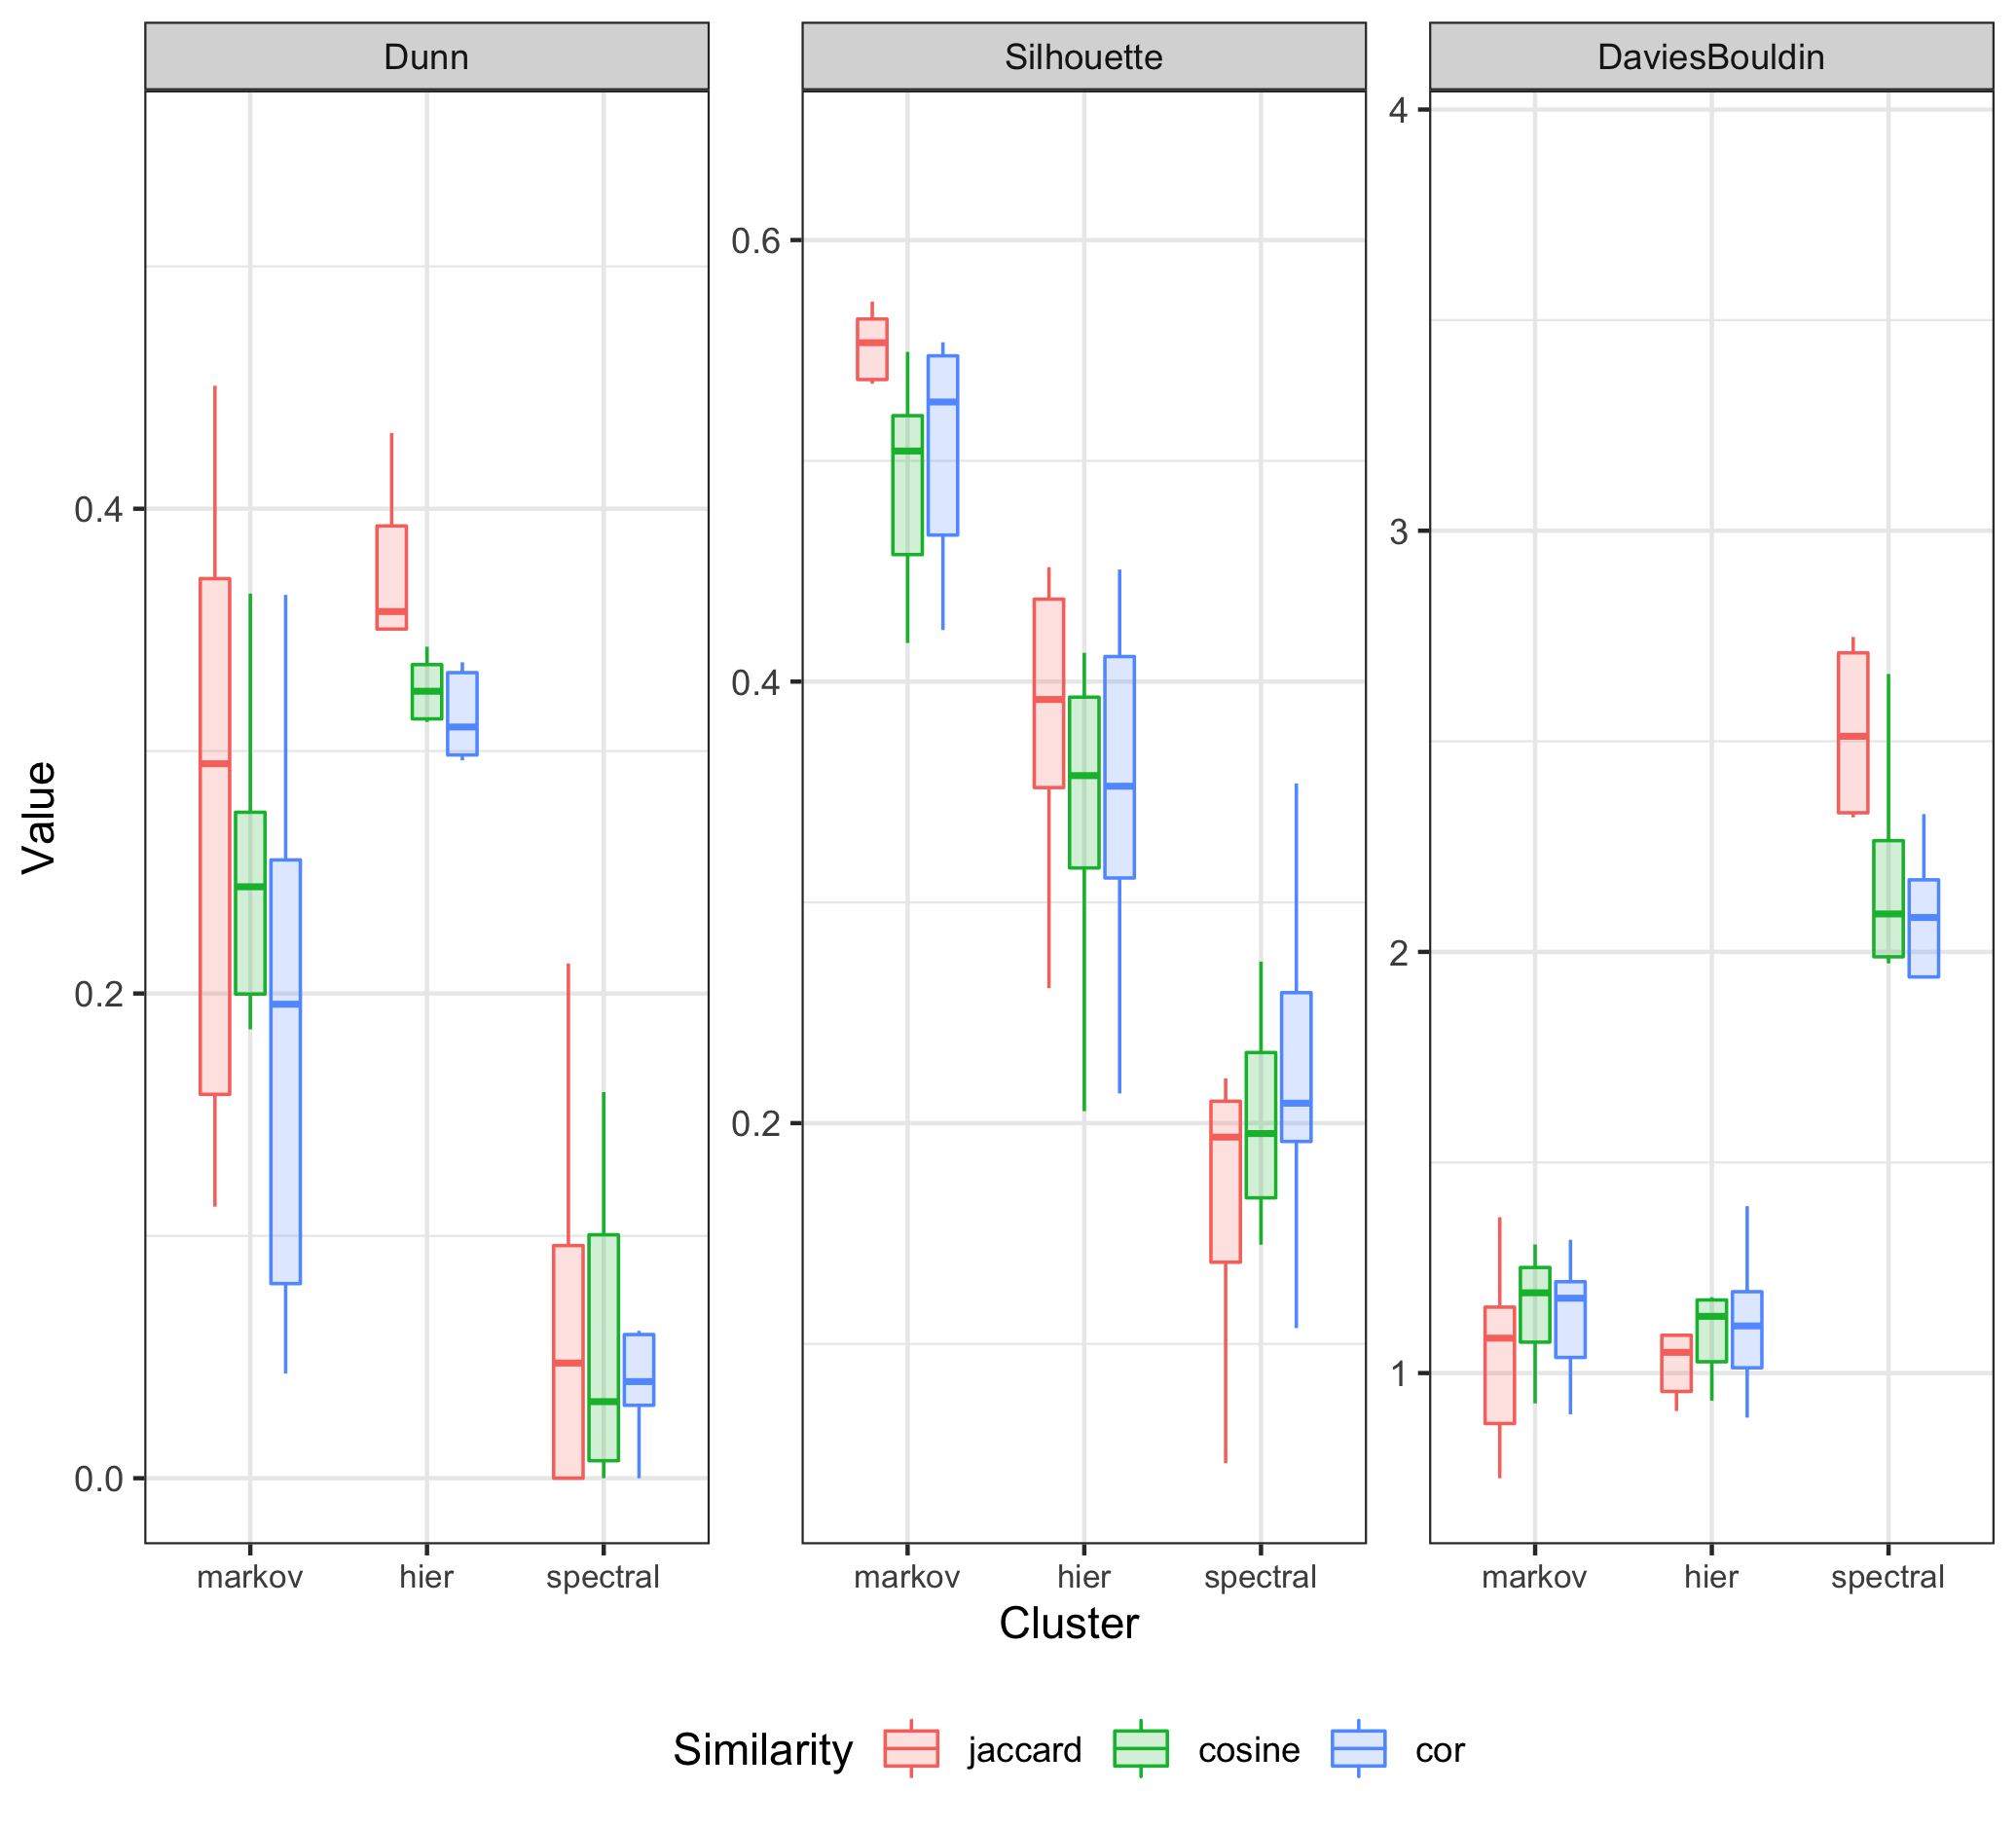 Dunn
Silhouette
DaviesBouldin
Value
0.4
0.2
0.0
0.6
0.4
0.2
4
3
2
1
markov hier spectral
markov hier spectral
markov hier spectral
Cluster
Similarity jaccard cosine cor